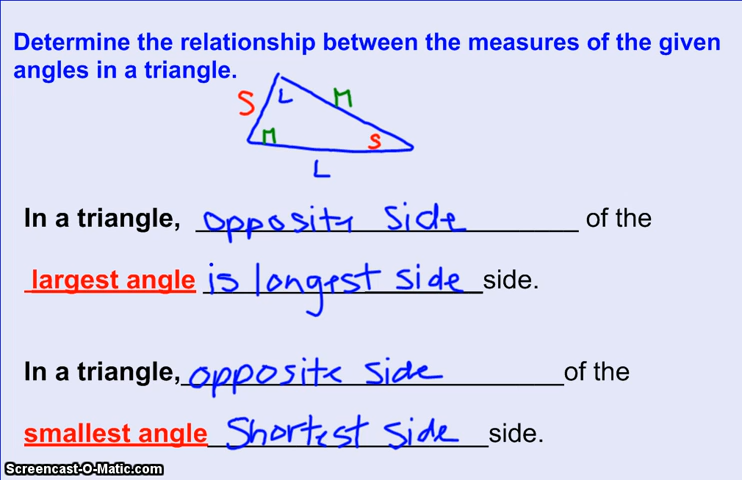 Determine the relationship between the measures of the given
angles in a triangle.
S L M
M S
L
In a triangle, opposite side of the
largest angle is longest side side.
In a triangle, opposite side of the
smallest angle Shortest side side.
Screencast-O-Matic.com